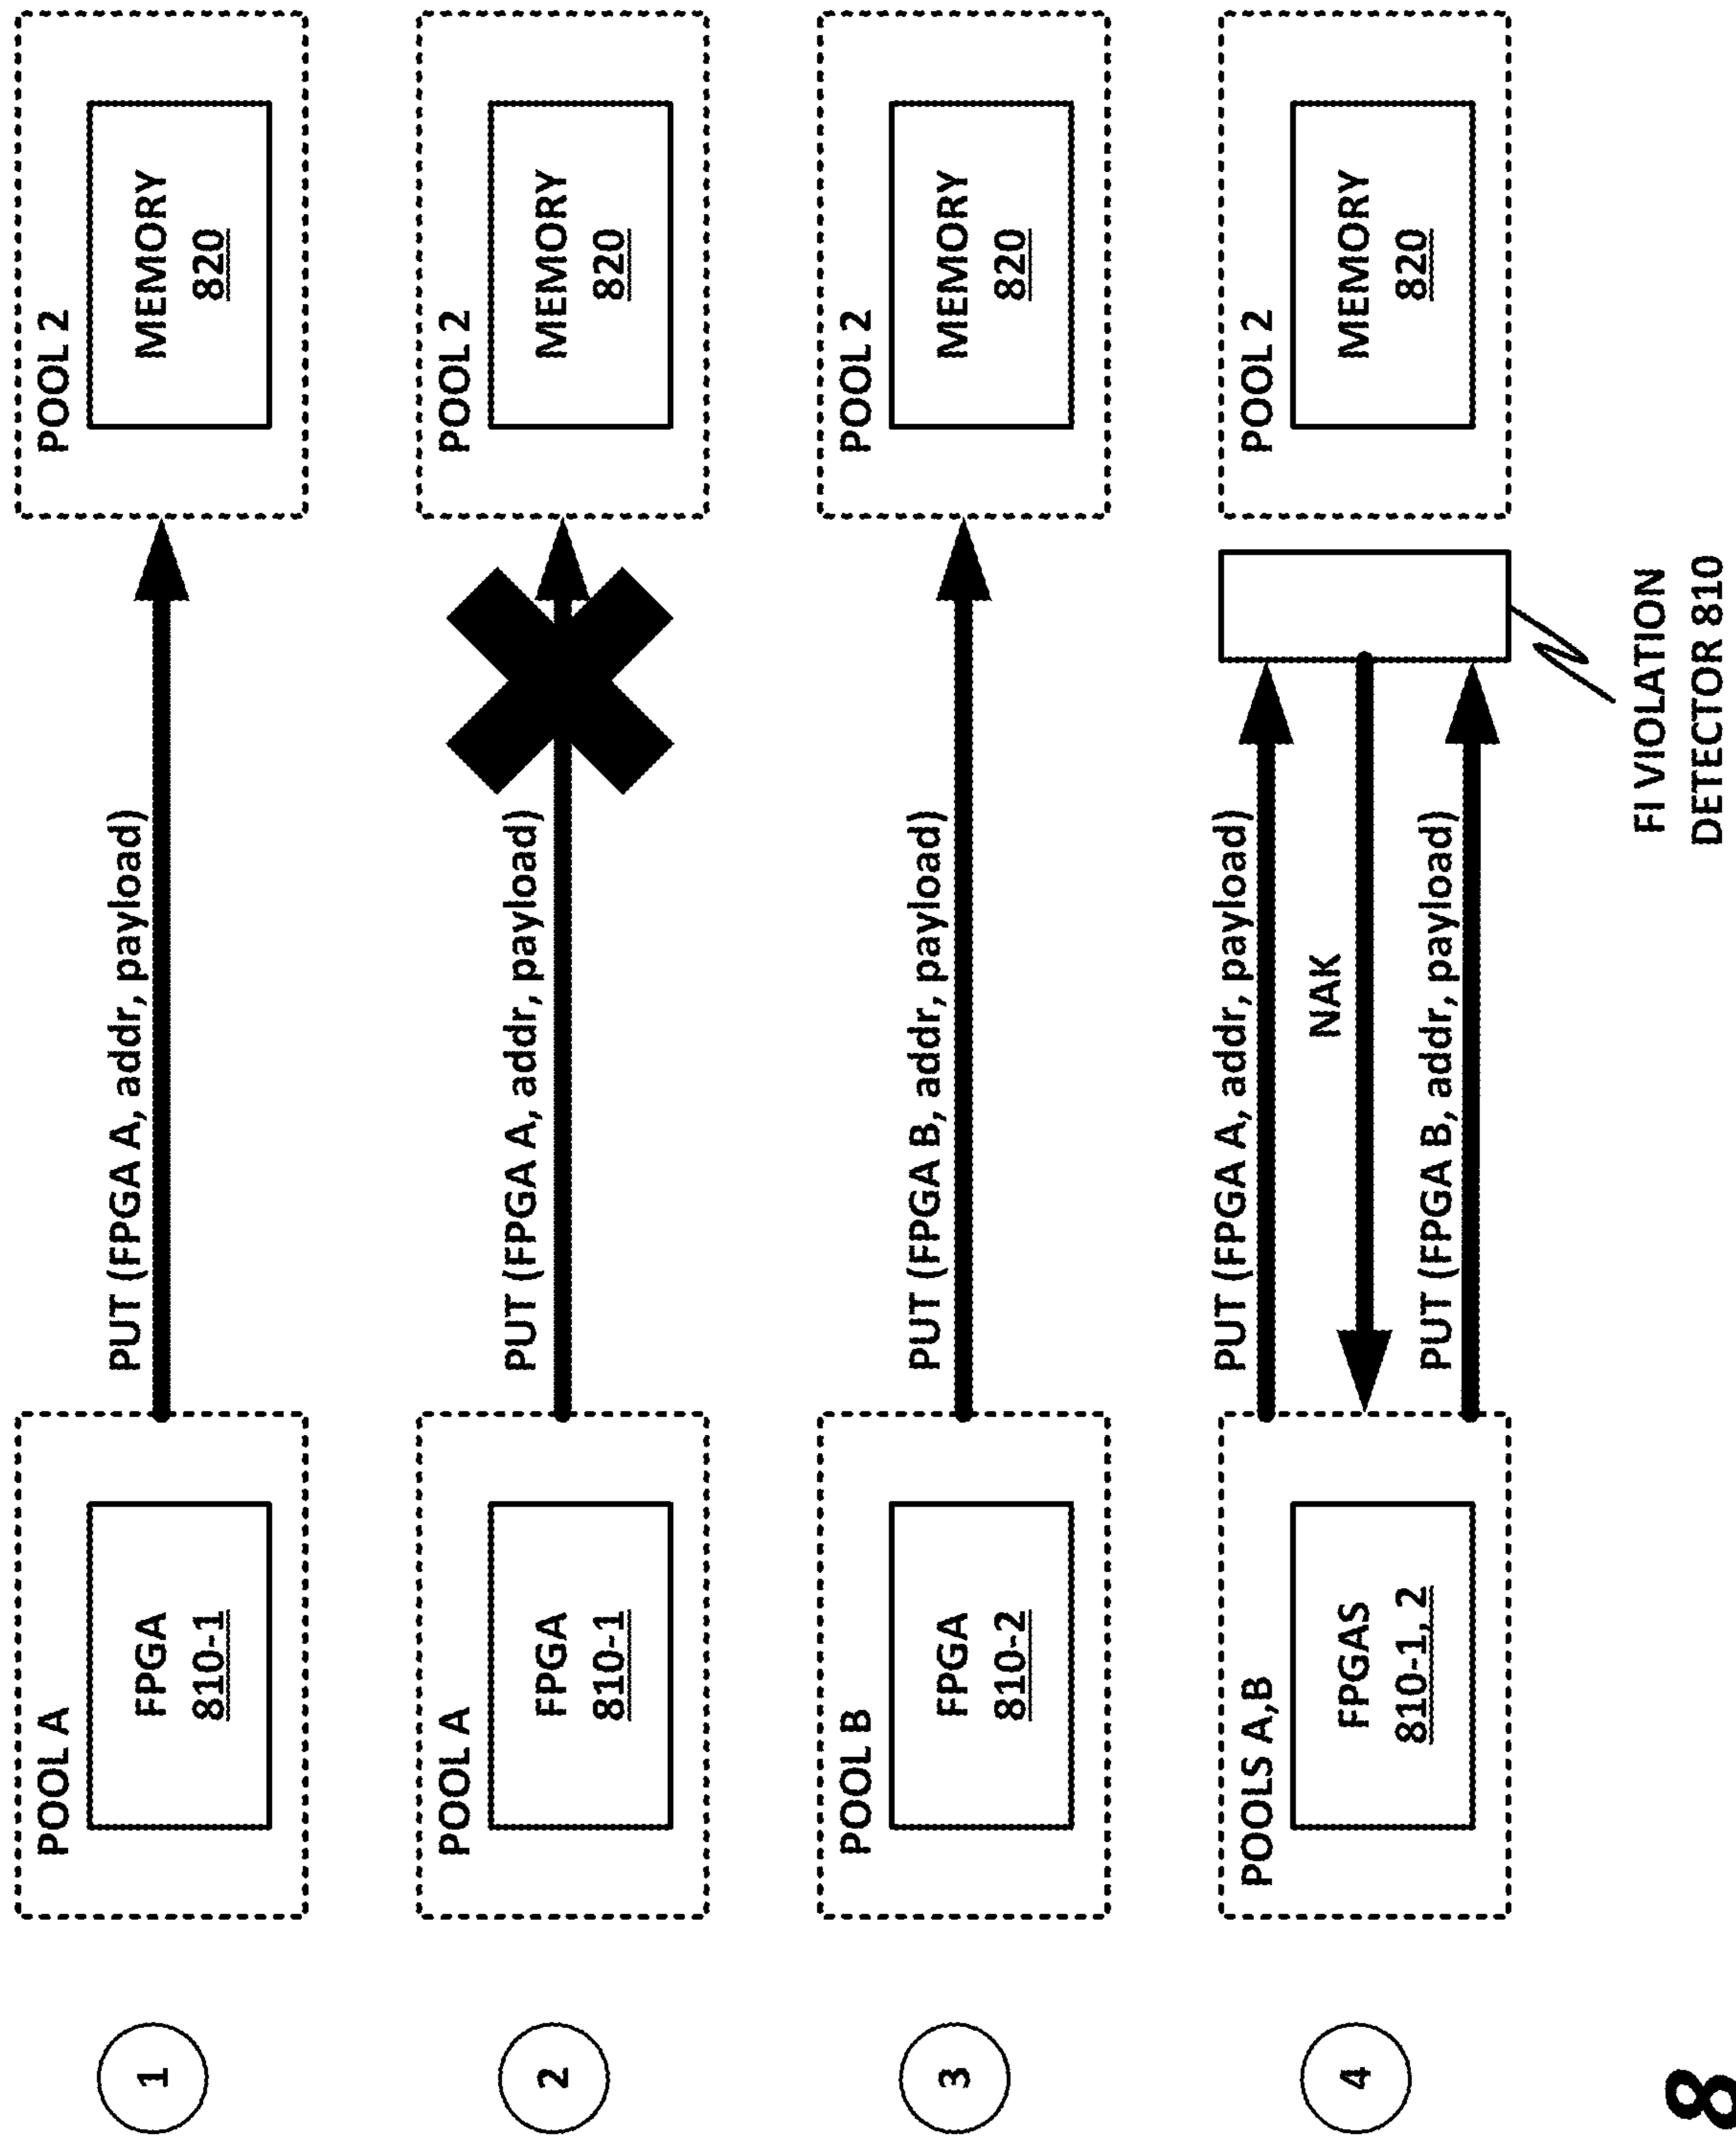 1
POOL A
FPGA
810-1
PUT (FPGA A, addr, payload)
POOL 2
MEMORY
820
2
POOL A
FPGA
810-1
PUT (FPGA A, addr, payload)
POOL 2
MEMORY
820
3
POOL B
FPGA
810-2
PUT (FPGA B, addr, payload)
POOL 2
MEMORY
820
4
POOLS A,B
FPGAS
810-1, 2
PUT (FPGA A, addr, payload)
NAK
PUT (FPGA B, addr, payload)
POOL 2
MEMORY
820
FI VIOLATION
DETECTOR 810
8